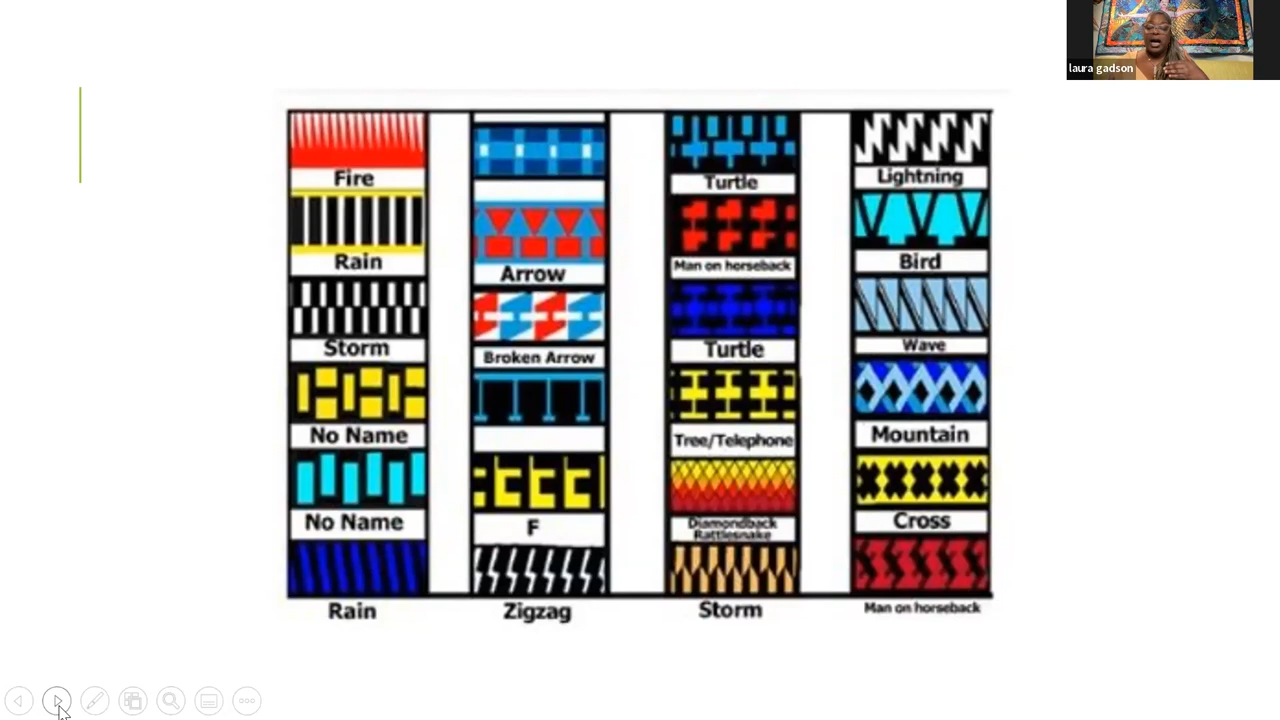 laura gadson
Fire
Rain
Storm
No Name
No Name
Rain
Arrow
Broken Arrow
F
Zigzag
Turtle
Man on horseback
Turtle
Tree/Telephone
Diamondback
Rattlesnake
Storm
Lightning
Bird
Wave
Mountain
Cross
Man on horseback